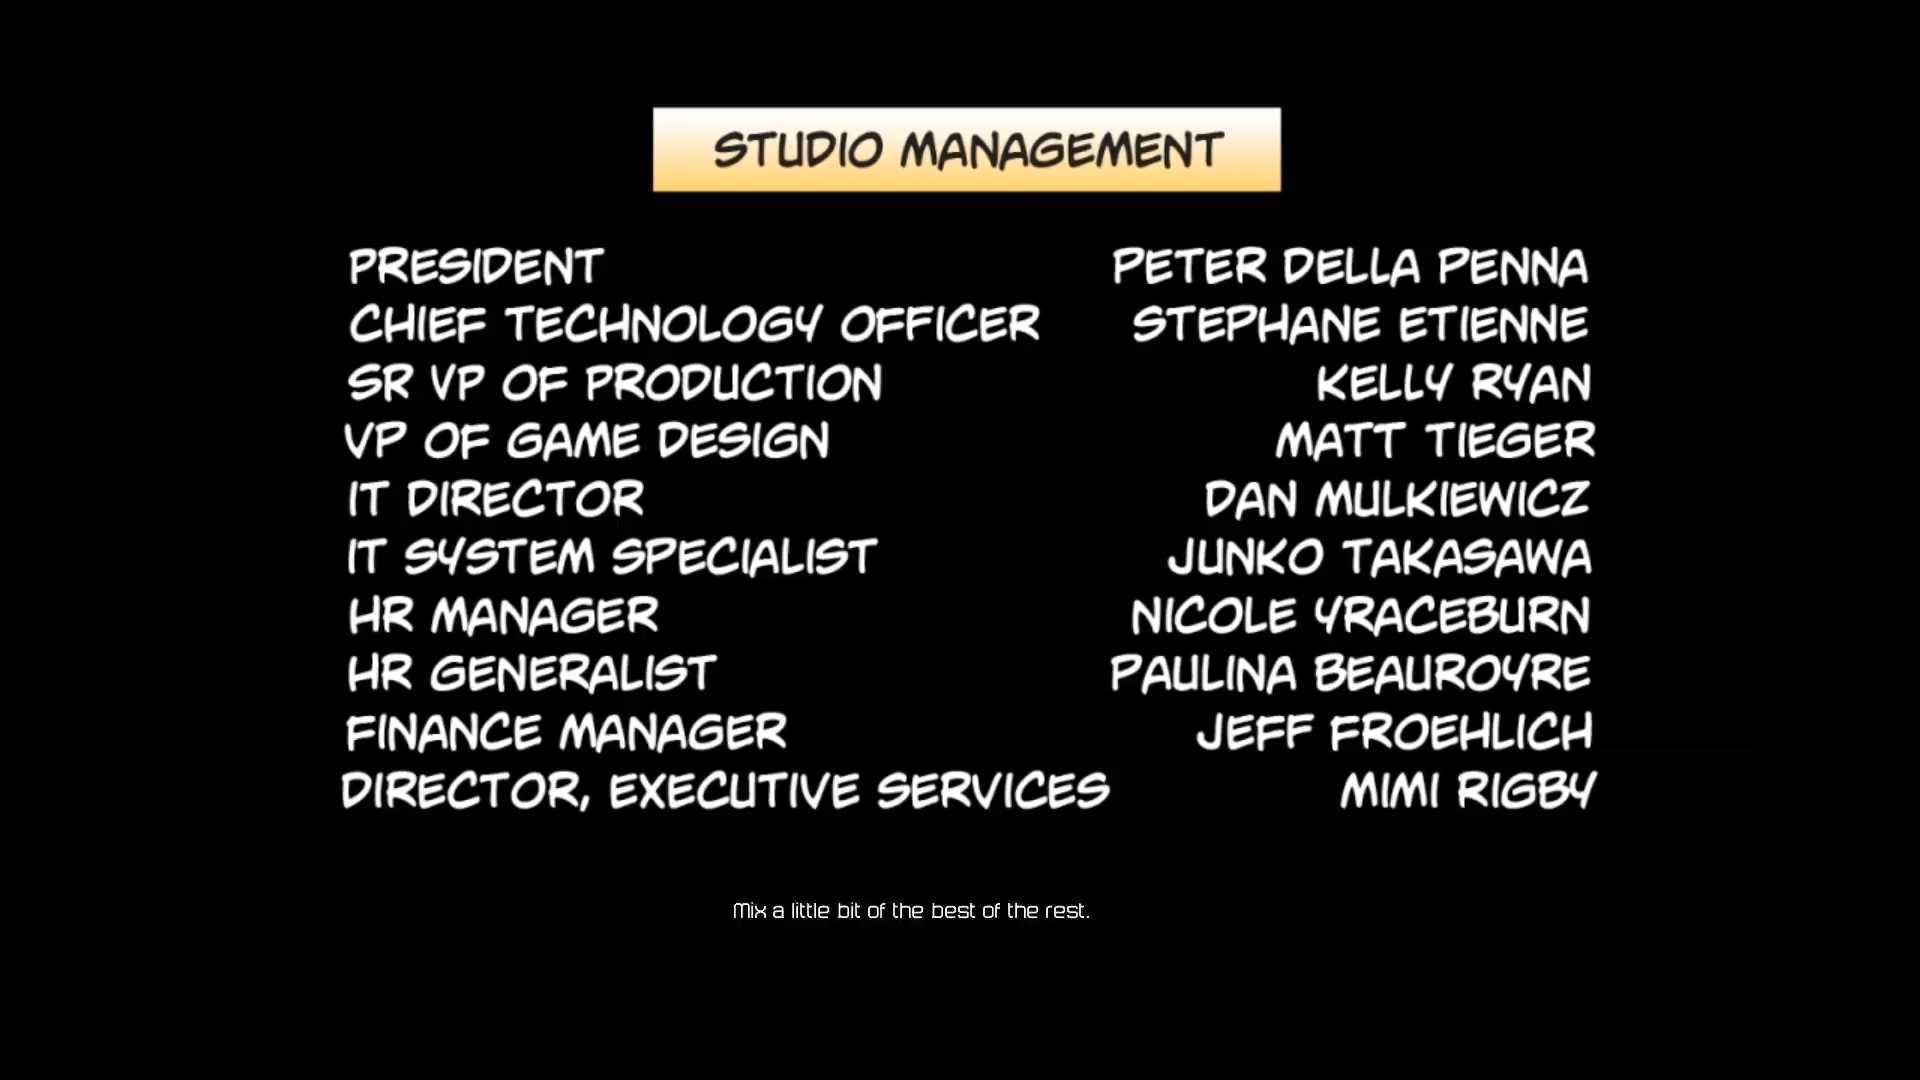 STUDIO MANAGEMENT
PRESIDENT PETER DELLA PENNA
CHIEF TECHNOLOGY OFFICER STEPHANE ETIENNE
SR VP OF PRODUCTION KELLY RYAN
VP OF GAME DESIGN MATT TIEGER
IT DIRECTOR DAN MULKIEWICZ
IT SYSTEM SPECIALIST JUNKO TAKASAWA
HR MANAGER NICOLE YRACEBURN
HR GENERALIST PAULINA BEAUROYRE
FINANCE MANAGER JEFF FROEHLICH
DIRECTOR, EXECUTIVE SERVICES MIMI RIGBY
Mix a little bit of the best of the rest.